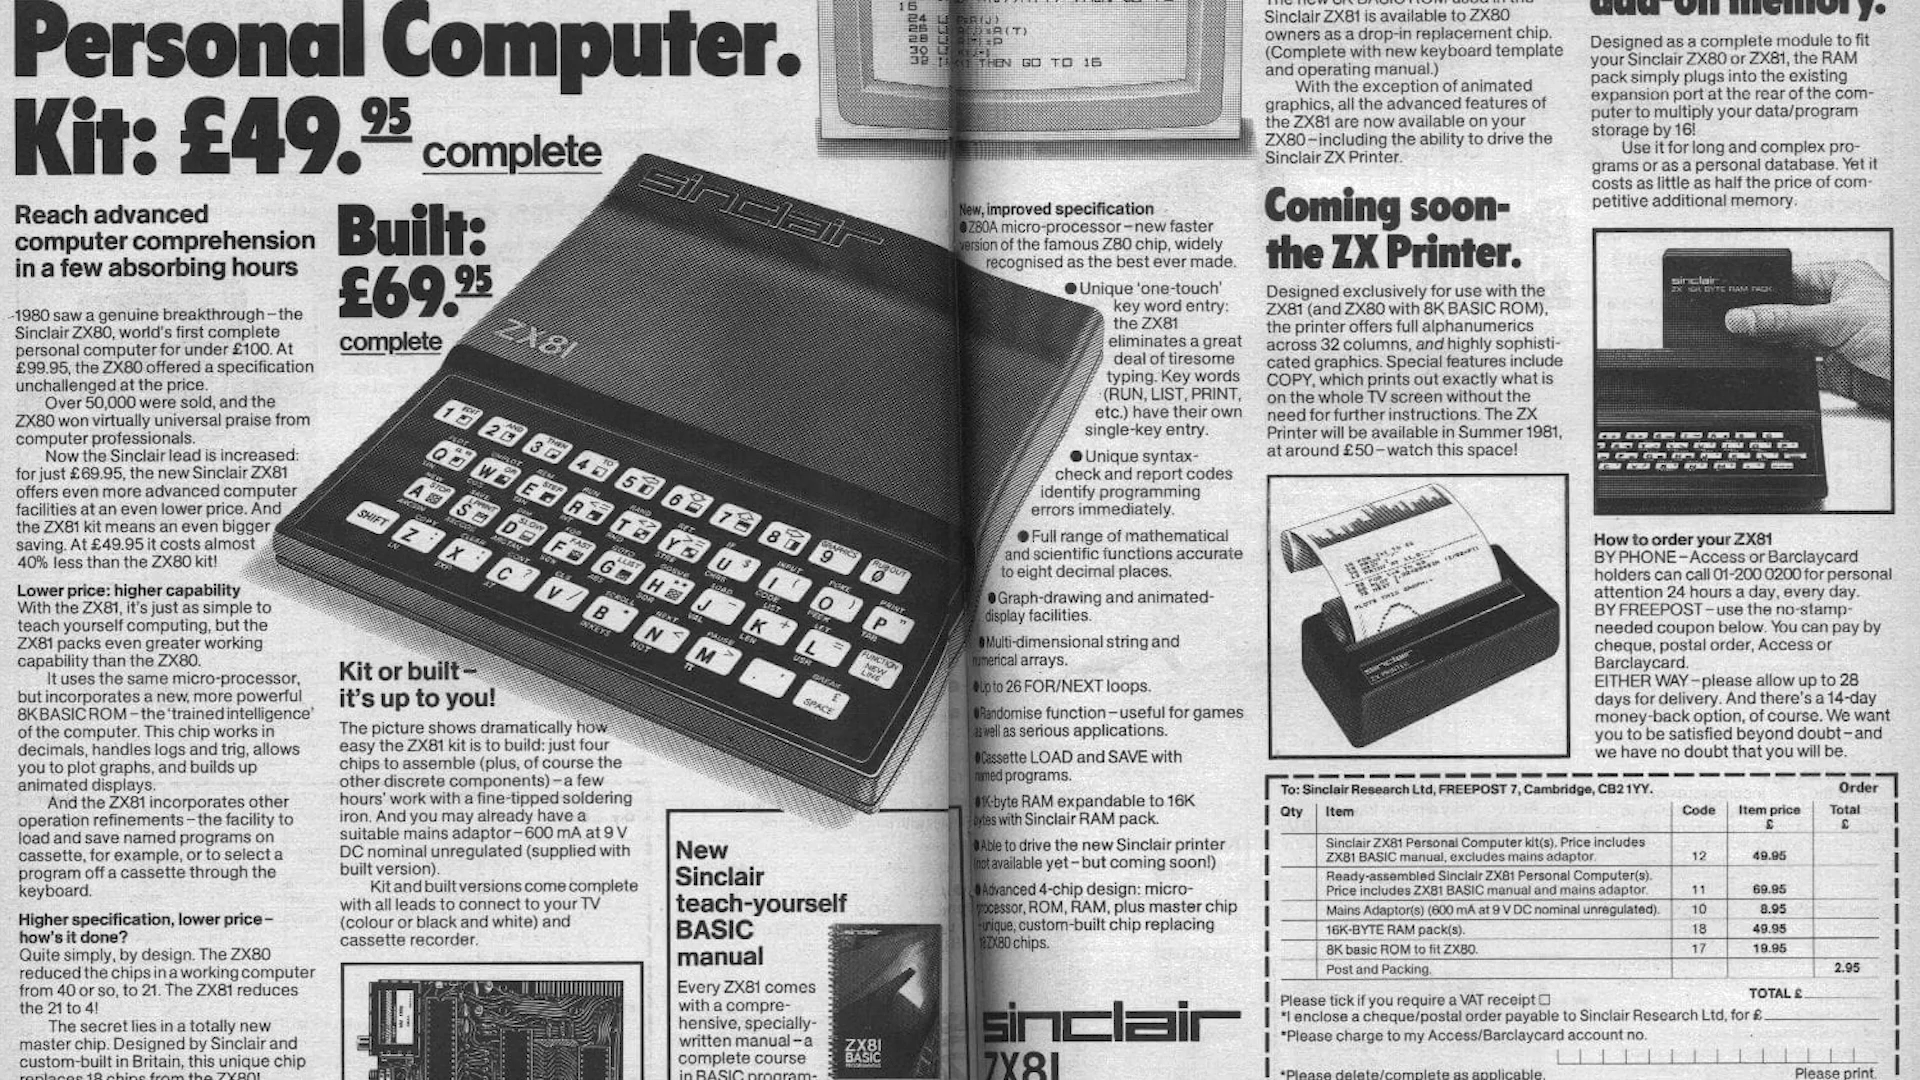 Personal Computer.
Kit: £49.95 complete
Reach advanced
computer comprehension
in a few absorbing hours
1980 saw a genuine breakthrough – the
Sinclair ZX80, world's first complete
personal computer for under £100. At
£99.95, the ZX80 offered a specification
unchallenged at the price.
Over 50,000 were sold, and the
ZX80 won virtually universal praise from
computer professionals.
Now the Sinclair lead is increased:
for just £69.95, the new Sinclair ZX81
offers even more advanced computer
facilities at an even lower price. And
the ZX81 kit means an even bigger
saving. At £49.95 it costs almost
40% less than the ZX80 kit!
Lower price: higher capability
With the ZX81, it's just as simple to
teach yourself computing, but the
ZX81 packs even greater working
capability than the ZX80.
It uses the same micro-processor,
but incorporates a new, more powerful
8K BASIC ROM – the 'trained intelligence'
of the computer. This chip works in
decimals, handles logs and trig, allows
you to plot graphs, and builds up
animated displays.
And the ZX81 incorporates other
operation refinements – the facility to
load and save named programs on
cassette, for example, or to select a
program off a cassette through the
keyboard.
Higher specification, lower price –
how's it done?
Quite simply, by design. The ZX80
reduced the chips in a working computer
from 40 or so, to 21. The ZX81 reduces
the 21 to 4!
The secret lies in a totally new
master chip. Designed by Sinclair and
custom-built in Britain, this unique chip
replaces 18 chips from the ZX80!
Built:
£69.95
complete
sinclair
ZX81
Kit or built –
it's up to you!
The picture shows dramatically how
easy the ZX81 kit is to build: just four
chips to assemble (plus, of course the
other discrete components) – a few
hours' work with a fine-tipped soldering
iron. And you may already have a
suitable mains adaptor – 600 mA at 9 V
DC nominal unregulated (supplied with
built version).
Kit and built versions come complete
with all leads to connect to your TV
(colour or black and white) and
cassette recorder.
New
Sinclair
teach-yourself
BASIC
manual
Every ZX81 comes
with a compre-
hensive, specially-
written manual – a
complete course
in BASIC program-
sinclair
ZX81
BASIC
PROGRAMMING
THEN GO TO 15
New, improved specification
● Z80A micro-processor – new faster
version of the famous Z80 chip, widely
recognised as the best ever made.
● Unique 'one-touch'
key word entry:
the ZX81
eliminates a great
deal of tiresome
typing. Key words
(RUN, LIST, PRINT,
etc.) have their own
single-key entry.
● Unique syntax-
check and report codes
identify programming
errors immediately.
● Full range of mathematical
and scientific functions accurate
to eight decimal places.
● Graph-drawing and animated-
display facilities.
● Multi-dimensional string and
numerical arrays.
● Up to 26 FOR/NEXT loops.
● Randomise function – useful for games
as well as serious applications.
● Cassette LOAD and SAVE with
named programs.
● 1K-byte RAM expandable to 16K
bytes with Sinclair RAM pack.
● Able to drive the new Sinclair printer
(not available yet – but coming soon!)
● Advanced 4-chip design: micro-
processor, ROM, RAM, plus master chip
– unique, custom-built chip replacing
18 ZX80 chips.
sinclair
ZX81
Sinclair ZX81 is available to ZX80
owners as a drop-in replacement chip.
(Complete with new keyboard template
and operating manual.)
With the exception of animated
graphics, all the advanced features of
the ZX81 are now available on your
ZX80 – including the ability to drive the
Sinclair ZX Printer.
Coming soon-
the ZX Printer.
Designed exclusively for use with the
ZX81 (and ZX80 with 8K BASIC ROM),
the printer offers full alphanumerics
across 32 columns, and highly sophisti-
cated graphics. Special features include
COPY, which prints out exactly what is
on the whole TV screen without the
need for further instructions. The ZX
Printer will be available in Summer 1981,
at around £50 – watch this space!
sinclair
ZX PRINTER
add-on memory.
Designed as a complete module to fit
your Sinclair ZX80 or ZX81, the RAM
pack simply plugs into the existing
expansion port at the rear of the com-
puter to multiply your data/program
storage by 16!
Use it for long and complex pro-
grams or as a personal database. Yet it
costs as little as half the price of com-
petitive additional memory.
sinclair
ZX 16K BYTE RAM PACK
How to order your ZX81
BY PHONE – Access or Barclaycard
holders can call 01-200 0200 for personal
attention 24 hours a day, every day.
BY FREEPOST – use the no-stamp-
needed coupon below. You can pay by
cheque, postal order, Access or
Barclaycard.
EITHER WAY – please allow up to 28
days for delivery. And there's a 14-day
money-back option, of course. We want
you to be satisfied beyond doubt – and
we have no doubt that you will be.
To: Sinclair Research Ltd, FREEPOST 7, Cambridge, CB2 1YY. Order
Qty Item Code Item price £ Total £
Sinclair ZX81 Personal Computer kit(s). Price includes
ZX81 BASIC manual, excludes mains adaptor. 12 49.95
Ready-assembled Sinclair ZX81 Personal Computer(s).
Price includes ZX81 BASIC manual and mains adaptor. 11 69.95
Mains Adaptor(s) (600 mA at 9 V DC nominal unregulated). 10 8.95
16K-BYTE RAM pack(s). 18 49.95
8K basic ROM to fit ZX80. 17 19.95
Post and Packing. 2.95
Please tick if you require a VAT receipt □ TOTAL £
*I enclose a cheque/postal order payable to Sinclair Research Ltd, for £
*Please charge to my Access/Barclaycard account no.
*Please delete/complete as applicable. Please print.